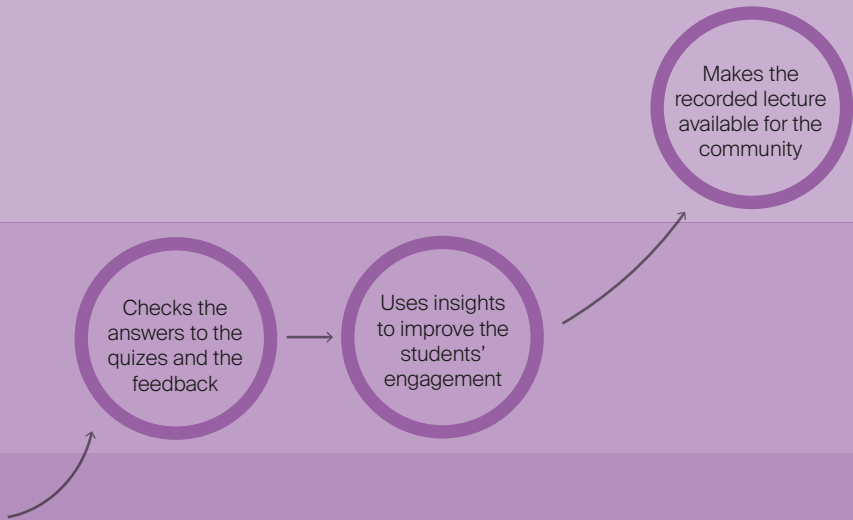 Makes the
recorded lecture
available for the
community
Checks the
answers to the
quizes and the
feedback
Uses insights
to improve the
students’
engagement